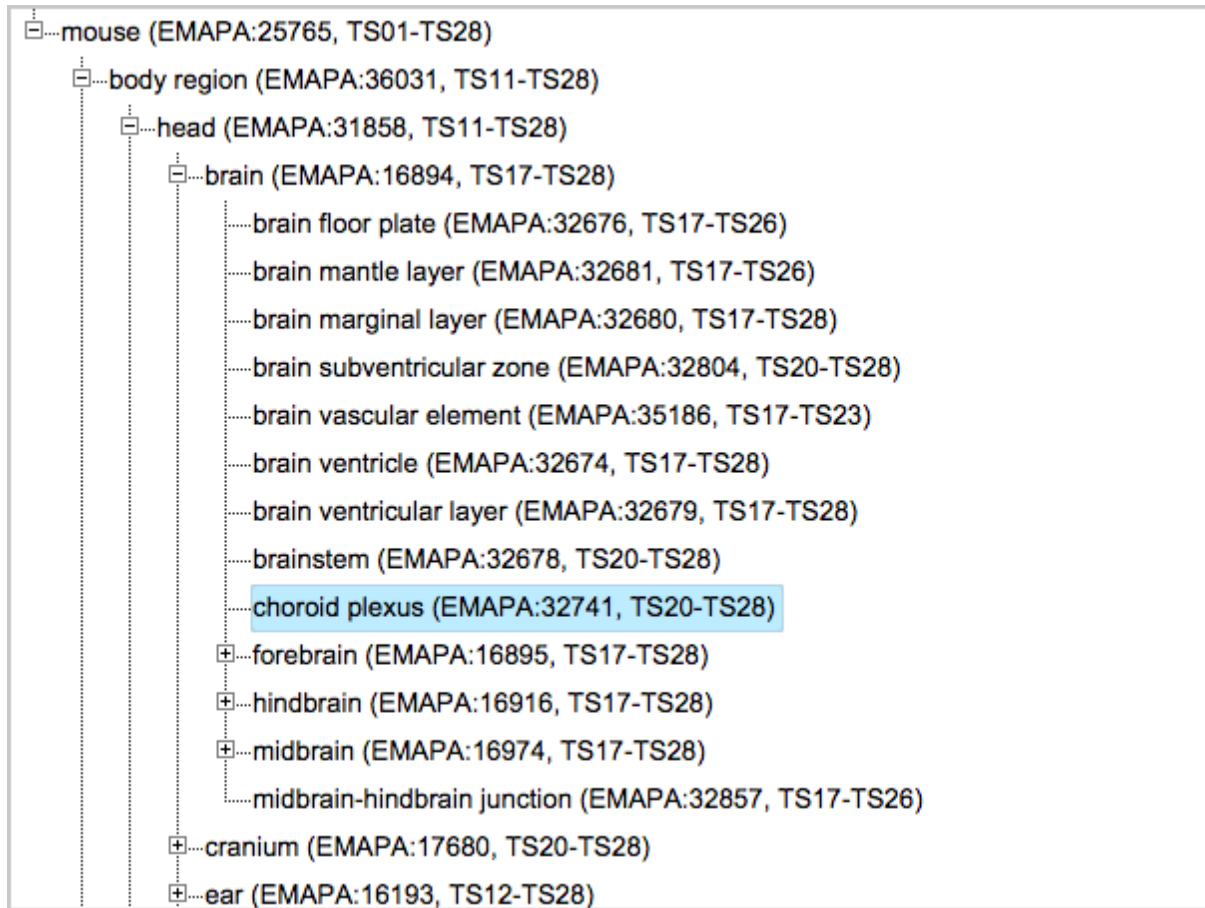 mouse (EMAPA:25765, TS01-TS28)
body region (EMAPA:36031, TS11-TS28)
head (EMAPA:31858, TS11-TS28)
brain (EMAPA:16894, TS17-TS28)
brain floor plate (EMAPA:32676, TS17-TS26)
brain mantle layer (EMAPA:32681, TS17-TS26)
brain marginal layer (EMAPA:32680, TS17-TS28)
brain subventricular zone (EMAPA:32804, TS20-TS28)
brain vascular element (EMAPA:35186, TS17-TS23)
brain ventricle (EMAPA:32674, TS17-TS28)
brain ventricular layer (EMAPA:32679, TS17-TS28)
brainstem (EMAPA:32678, TS20-TS28)
choroid plexus (EMAPA:32741, TS20-TS28)
forebrain (EMAPA:16895, TS17-TS28)
hindbrain (EMAPA:16916, TS17-TS28)
midbrain (EMAPA:16974, TS17-TS28)
midbrain-hindbrain junction (EMAPA:32857, TS17-TS26)
cranium (EMAPA:17680, TS20-TS28)
ear (EMAPA:16193, TS12-TS28)